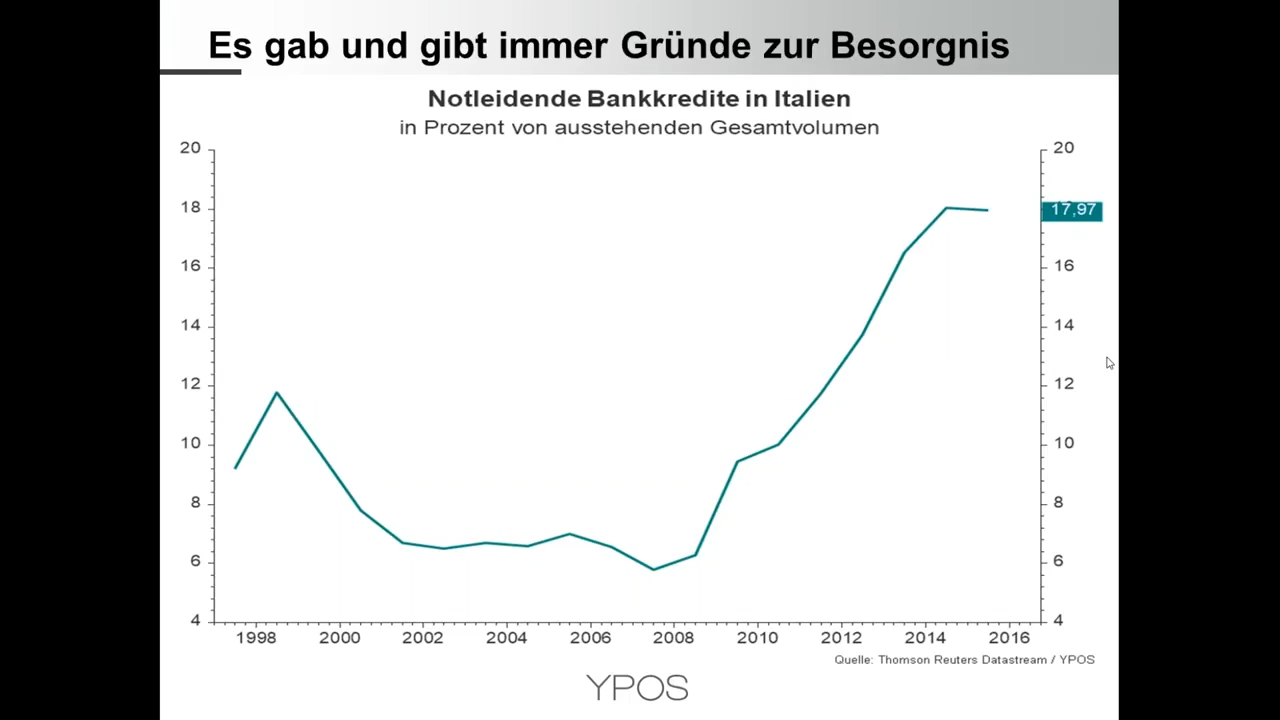 Es gab und gibt immer Gründe zur Besorgnis
Notleidende Bankkredite in Italien
in Prozent von ausstehenden Gesamtvolumen
20 20
18 17,97
16 16
14 14
12 12
10 10
8 8
6 6
4 4
1998 2000 2002 2004 2006 2008 2010 2012 2014 2016
Quelle: Thomson Reuters Datastream / YPOS
YPOS